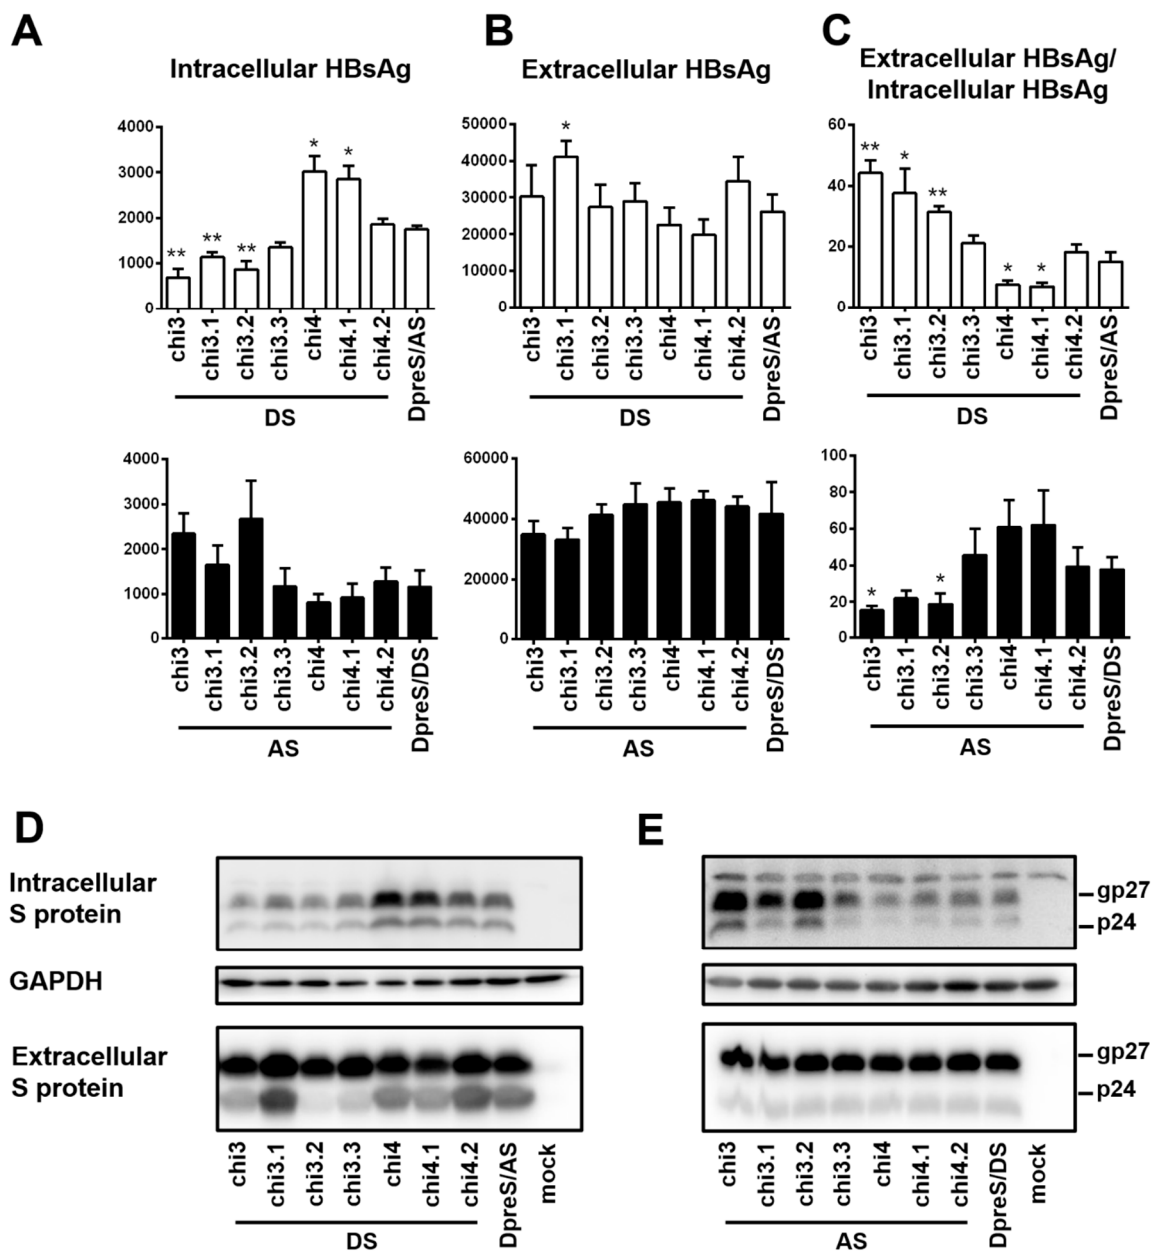 A
B
C
Intracellular HBsAg
Extracellular HBsAg
Extracellular HBsAg/
Intracellular HBsAg
4000
3000
2000
1000
0
** ** ** * *
chi3 chi3.1 chi3.2 chi3.3 chi4 chi4.1 chi4.2 DpreS/AS
DS
50000
40000
30000
20000
10000
0
*
chi3 chi3.1 chi3.2 chi3.3 chi4 chi4.1 chi4.2 DpreS/AS
DS
60
40
20
0
** * ** * *
chi3 chi3.1 chi3.2 chi3.3 chi4 chi4.1 chi4.2 DpreS/AS
DS
4000
3000
2000
1000
0
chi3 chi3.1 chi3.2 chi3.3 chi4 chi4.1 chi4.2 DpreS/DS
AS
60000
40000
20000
0
chi3 chi3.1 chi3.2 chi3.3 chi4 chi4.1 chi4.2 DpreS/DS
AS
100
80
60
40
20
0
* *
chi3 chi3.1 chi3.2 chi3.3 chi4 chi4.1 chi4.2 DpreS/DS
AS
D
Intracellular
S protein
GAPDH
Extracellular
S protein
chi3 chi3.1 chi3.2 chi3.3 chi4 chi4.1 chi4.2 DpreS/AS mock
DS
E
gp27
p24
gp27
p24
chi3 chi3.1 chi3.2 chi3.3 chi4 chi4.1 chi4.2 DpreS/DS mock
AS